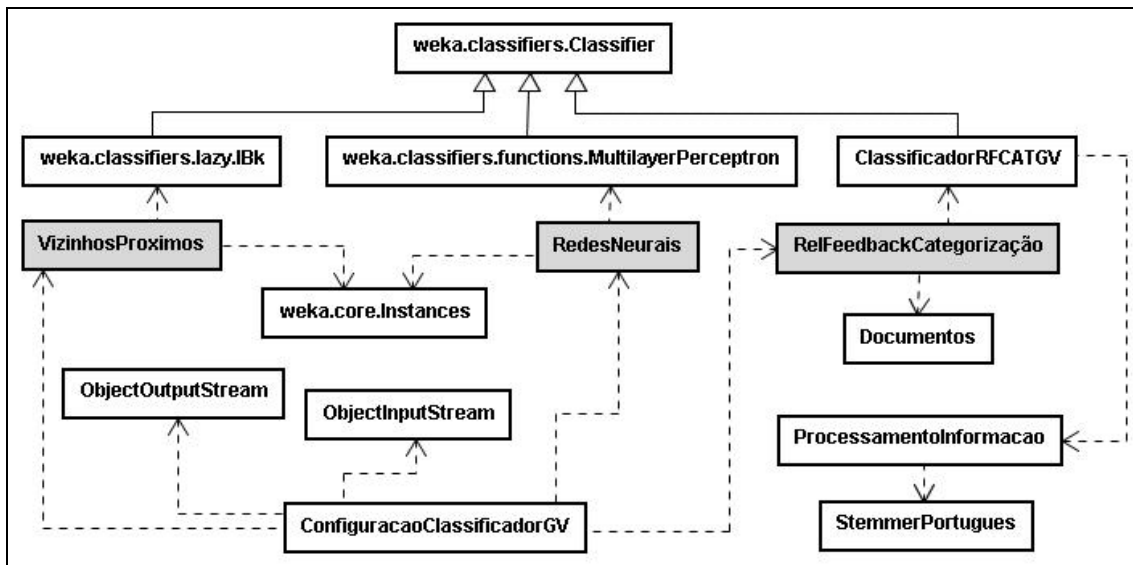 weka.classifiers.Classifier
weka.classifiers.lazy.IBk
weka.classifiers.functions.MultilayerPerceptron
ClassificadorRFCATGV
VizinhosProximos
RedesNeurais
RelFeedbackCategorização
weka.core.Instances
Documentos
ObjectOutputStream
ObjectInputStream
ProcessamentoInformacao
ConfiguracaoClassificadorGV
StemmerPortugues